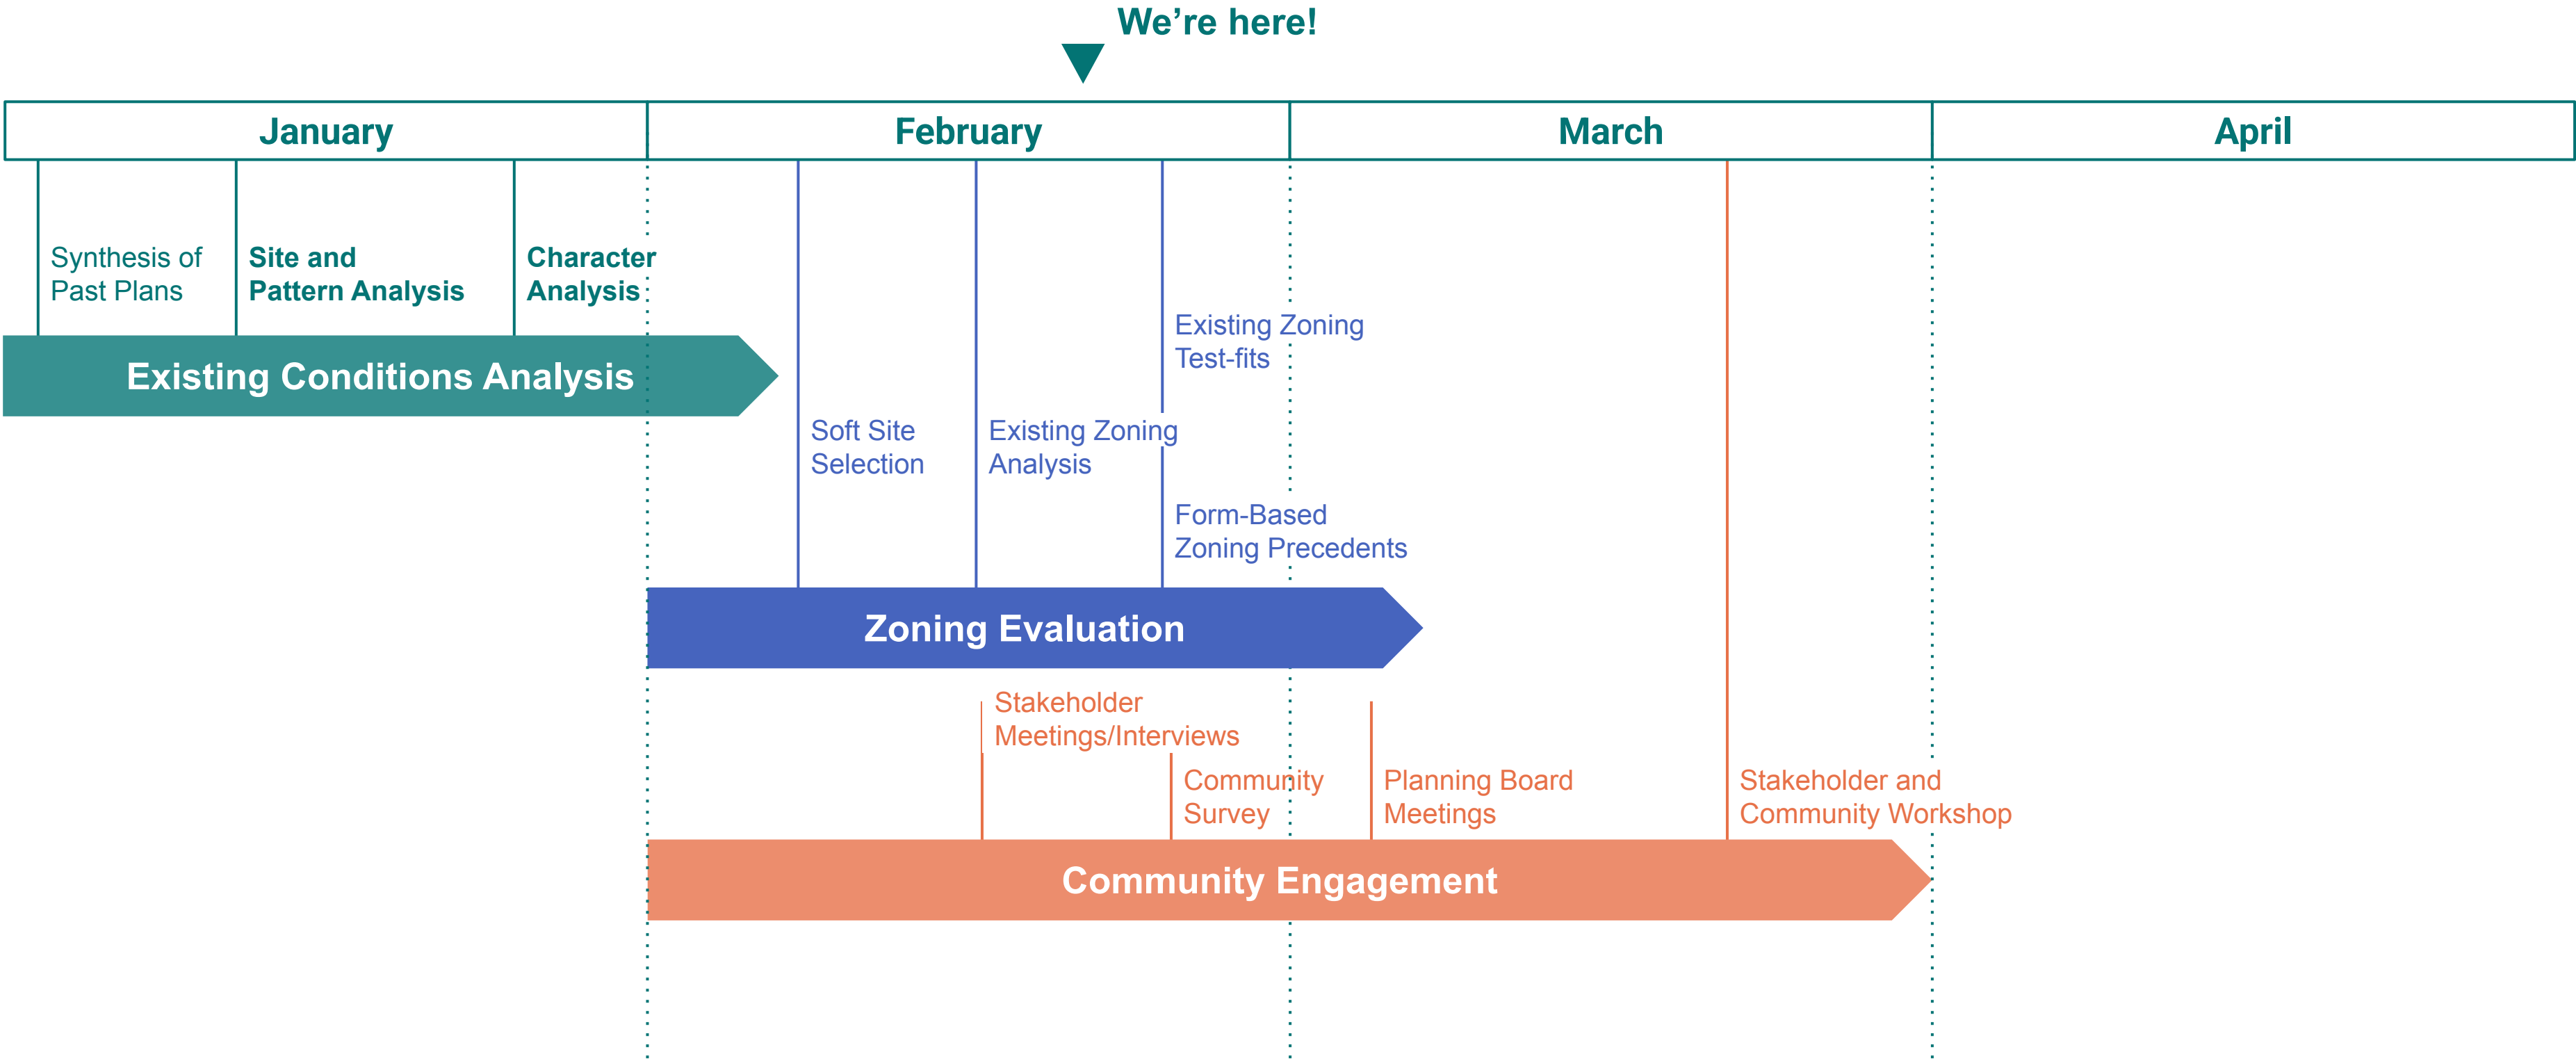 We’re here!
January
February
March
April
Synthesis of
Past Plans
Site and
Pattern Analysis
Character
Analysis
Existing Conditions Analysis
Existing Zoning
Test-fits
Soft Site
Selection
Existing Zoning
Analysis
Form-Based
Zoning Precedents
Zoning Evaluation
Stakeholder
Meetings/Interviews
Community
Survey
Planning Board
Meetings
Stakeholder and
Community Workshop
Community Engagement